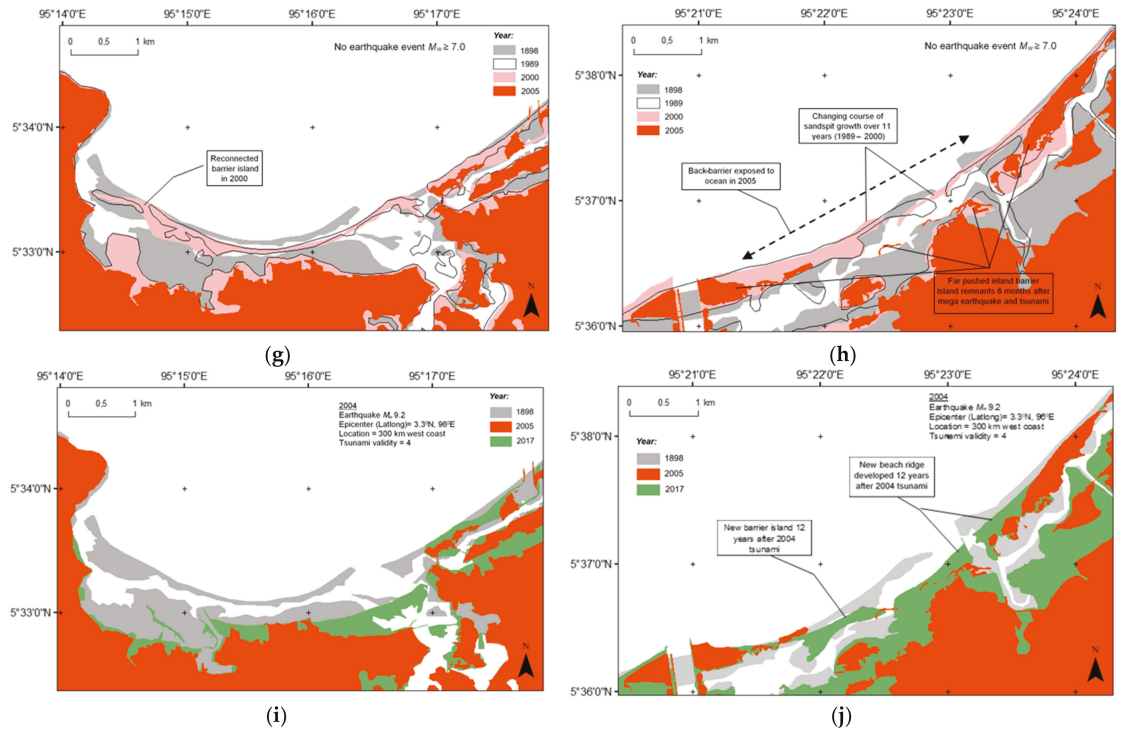 95°14'0"E 95°15'0"E 95°16'0"E 95°17'0"E
0 0,5 1 km
No earthquake event Mw ≥ 7.0
Year:
1898
1989
2000
2005
5°34'0"N
5°33'0"N
Reconnected
barrier island
in 2000
N
(g)
95°21'0"E 95°22'0"E 95°23'0"E 95°24'0"E
0 0.5 1 km
No earthquake event Mw ≥ 7.0
Year:
1898
1989
2000
2005
5°38'0"N
5°37'0"N
5°36'0"N
Changing course of
sandspit growth over 11
years (1989 – 2000)
Back-barrier exposed to
ocean in 2005
Far pushed inland barrier
island remnants 6 months after
mega earthquake and tsunami
N
(h)
95°14'0"E 95°15'0"E 95°16'0"E 95°17'0"E
0 0,5 1 km
2004
Earthquake Mw 9.2
Epicenter (Latlong)= 3.3°N, 96°E
Location = 300 km west coast
Tsunami validity = 4
Year:
1898
2005
2017
5°34'0"N
5°33'0"N
N
(i)
95°21'0"E 95°22'0"E 95°23'0"E 95°24'0"E
0 0.5 1 km
2004
Earthquake Mw 9.2
Epicenter (Latlong)= 3.3°N, 96°E
Location = 300 km west coast
Tsunami validity = 4
Year:
1898
2005
2017
5°38'0"N
5°37'0"N
5°36'0"N
New beach ridge
developed 12 years
after 2004 tsunami
New barrier island 12
years after 2004
tsunami
N
(j)